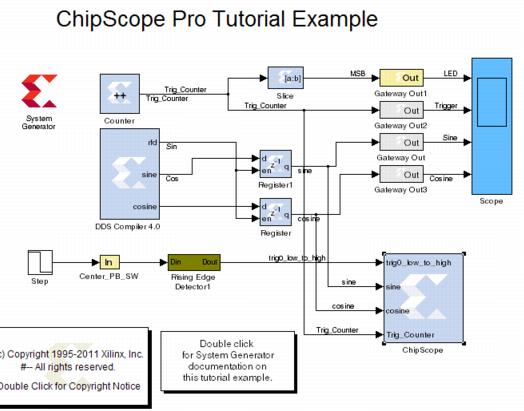 ChipScope Pro Tutorial Example
System
Generator
++
Counter
Trig_Counter
Trig_Counter
[a:b]
Slice
MSB
Out
Gateway Out1
LED
Trig_Counter
Out
Gateway Out2
Trigger
Out
Gateway Out
Sine
Out
Gateway Out3
Cosine
Scope
rfd
sine
cosine
DDS Compiler 4.0
Sin
Cos
d
en
z-1
q
Register1
sine
d
en
z-1
q
Register
cosine
Step
In
Center_PB_SW
Din
Dout
Rising Edge
Detector1
trig0_low_to_high
sine
cosine
Trig_Counter
trig0_low_to_high
sine
cosine
Trig_Counter
ChipScope
c) Copyright 1995-2011 Xilinx, Inc.
#-- All rights reserved.
Double Click for Copyright Notice
Double click
for System Generator
documentation on
this tutorial example.